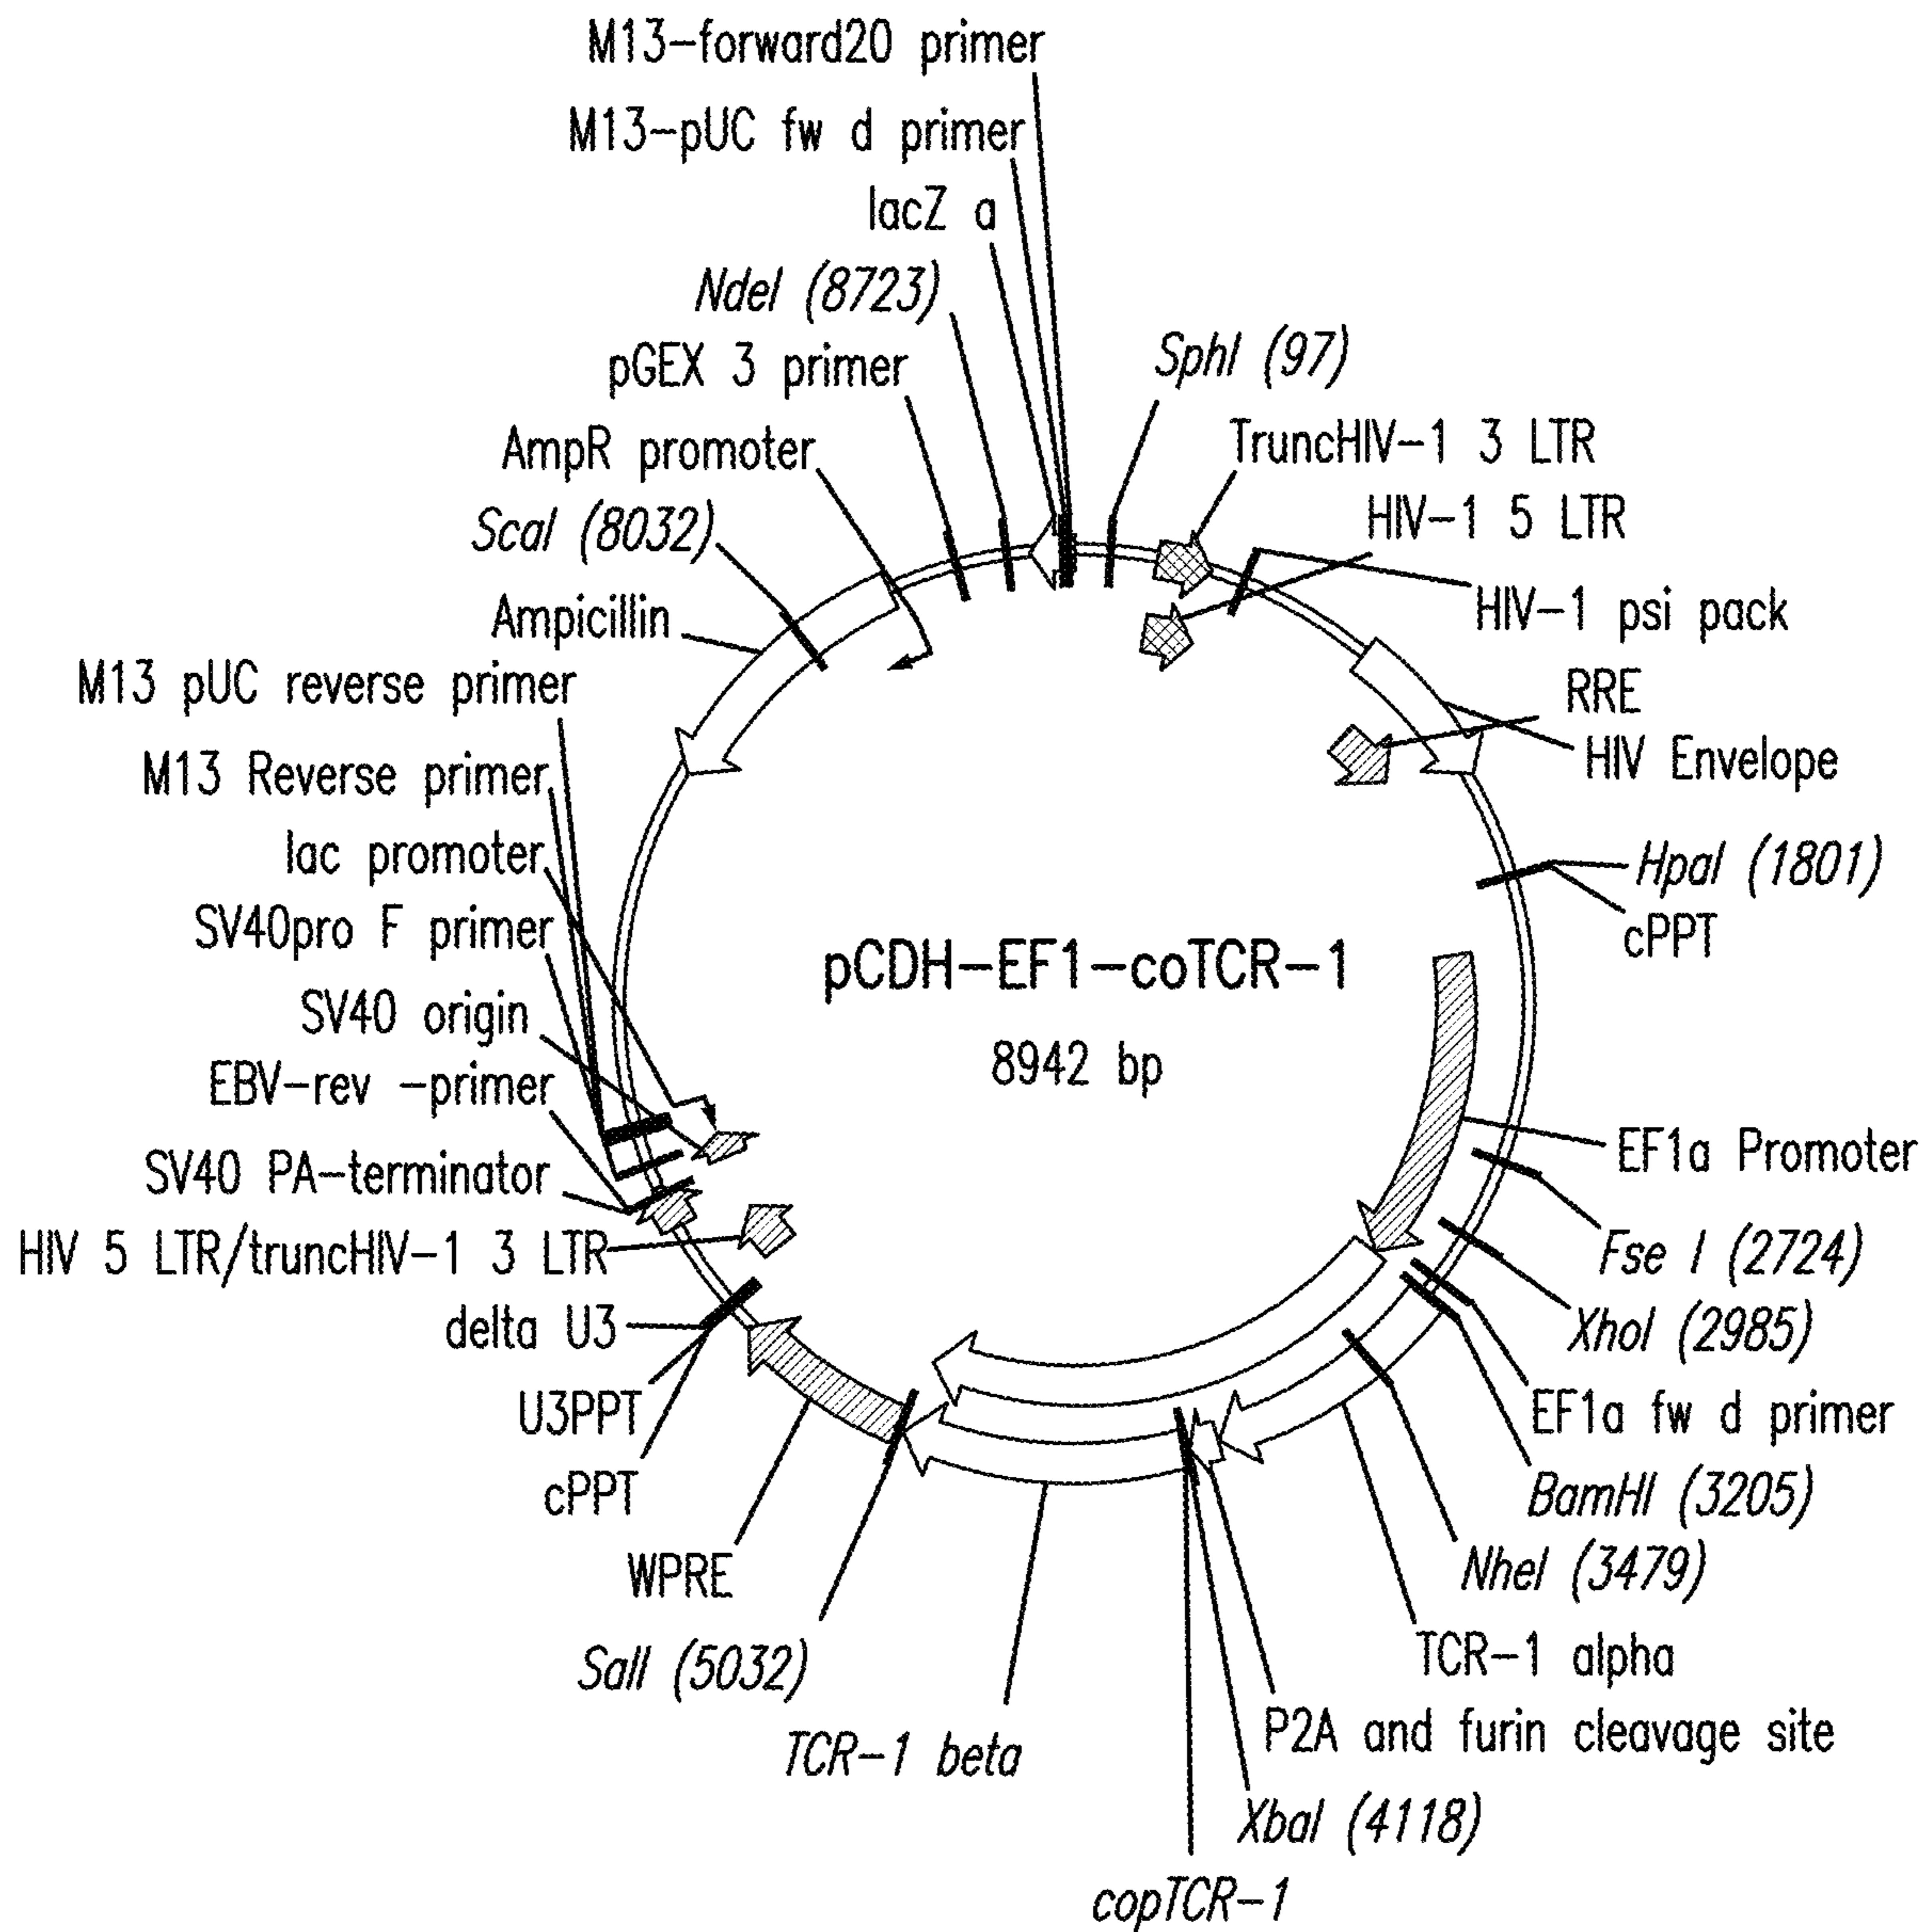 M13-forward20 primer
M13-pUC fw d primer
lacZ a
NdeI (8723)
pGEX 3 primer
AmpR promoter
ScaI (8032)
Ampicillin
M13 pUC reverse primer
M13 Reverse primer
lac promoter
SV40pro F primer
SV40 origin
EBV-rev -primer
SV40 PA-terminator
HIV 5 LTR/truncHIV-1 3 LTR
delta U3
U3PPT
cPPT
WPRE
SalI (5032)
TCR-1 beta
pCDH-EF1-coTCR-1
8942 bp
SphI (97)
TruncHIV-1 3 LTR
HIV-1 5 LTR
HIV-1 psi pack
RRE
HIV Envelope
HpaI (1801)
cPPT
EF1a Promoter
Fse I (2724)
XhoI (2985)
EF1a fw d primer
BamHI (3205)
NheI (3479)
TCR-1 alpha
P2A and furin cleavage site
XbaI (4118)
copTCR-1